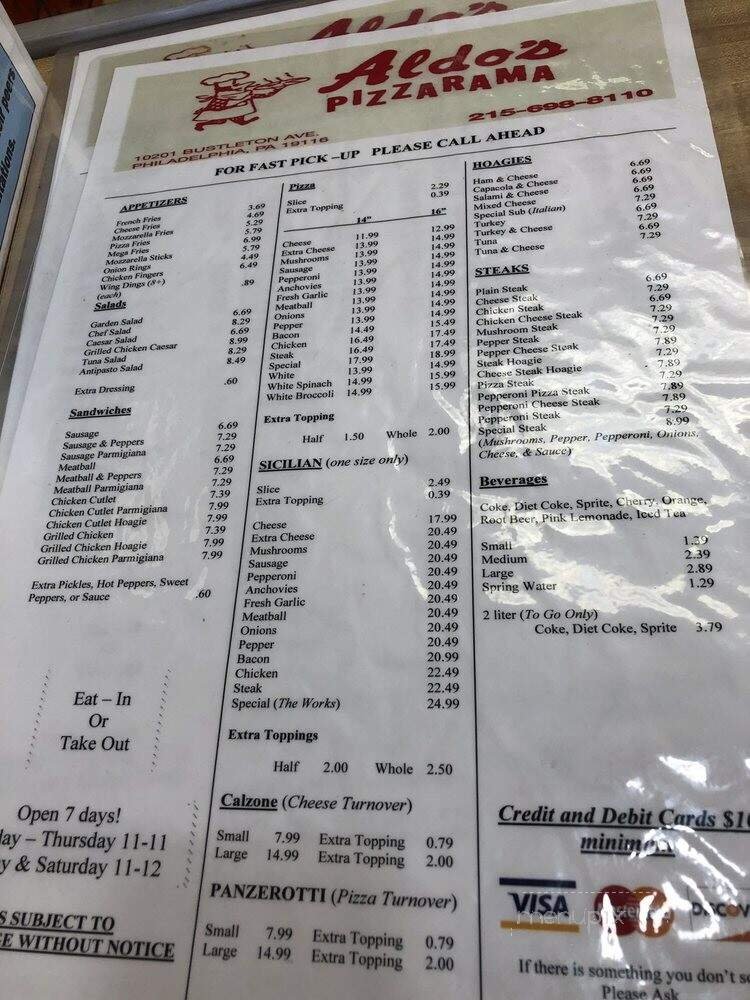 or peers
tations.
Aldo's
Aldo's
PIZZARAMA
215-698-8110
10201 BUSTLETON AVE.
PHILADELPHIA, PA 19116
FOR FAST PICK –UP PLEASE CALL AHEAD
APPETIZERS
French Fries 3.69
Cheese Fries 4.69
Mozzarella Fries 5.29
Pizza Fries 5.79
Mega Fries 6.99
Mozzarella Sticks 5.79
Onion Rings 4.49
Chicken Fingers 6.49
Wing Dings (8+)
(each) .89
Salads
Garden Salad 6.69
Chef Salad 8.29
Caesar Salad 6.69
Grilled Chicken Caesar 8.99
Tuna Salad 8.29
Antipasto Salad 8.49
Extra Dressing .60
Sandwiches
Sausage 6.69
Sausage & Peppers 7.29
Sausage Parmigiana 7.29
Meatball 6.69
Meatball & Peppers 7.29
Meatball Parmigiana 7.29
Chicken Cutlet 7.39
Chicken Cutlet Parmigiana 7.99
Chicken Cutlet Hoagie 7.99
Grilled Chicken 7.39
Grilled Chicken Hoagie 7.99
Grilled Chicken Parmigiana 7.99
Extra Pickles, Hot Peppers, Sweet
Peppers, or Sauce .60
Eat – In
Or
Take Out
Open 7 days!
ay – Thursday 11-11
y & Saturday 11-12
S SUBJECT TO
GE WITHOUT NOTICE
Pizza
Slice 2.29
Extra Topping 0.39
14" 16"
Cheese 11.99 12.99
Extra Cheese 13.99 14.99
Mushrooms 13.99 14.99
Sausage 13.99 14.99
Pepperoni 13.99 14.99
Anchovies 13.99 14.99
Fresh Garlic 13.99 14.99
Meatball 13.99 14.99
Onions 13.99 14.99
Pepper 13.99 14.99
Bacon 14.49 15.49
Chicken 16.49 17.49
Steak 16.49 17.49
Special 17.99 18.99
White 13.99 14.99
White Spinach 14.99 15.99
White Broccoli 14.99 15.99
Extra Topping
Half 1.50 Whole 2.00
SICILIAN (one size only)
Slice 2.49
Extra Topping 0.39
Cheese 17.99
Extra Cheese 20.49
Mushrooms 20.49
Sausage 20.49
Pepperoni 20.49
Anchovies 20.49
Fresh Garlic 20.49
Meatball 20.49
Onions 20.49
Pepper 20.49
Bacon 20.99
Chicken 22.49
Steak 22.49
Special (The Works) 24.99
Extra Toppings
Half 2.00 Whole 2.50
Calzone (Cheese Turnover)
Small 7.99 Extra Topping 0.79
Large 14.99 Extra Topping 2.00
PANZEROTTI (Pizza Turnover)
Small 7.99 Extra Topping 0.79
Large 14.99 Extra Topping 2.00
HOAGIES
Ham & Cheese 6.69
Capacola & Cheese 6.69
Salami & Cheese 6.69
Mixed Cheese 6.69
Special Sub (Italian) 7.29
Turkey 6.69
Turkey & Cheese 7.29
Tuna 6.69
Tuna & Cheese 7.29
STEAKS
Plain Steak 6.69
Cheese Steak 7.29
Chicken Steak 6.69
Chicken Cheese Steak 7.29
Mushroom Steak 7.29
Pepper Steak 7.29
Pepper Cheese Steak 7.89
Steak Hoagie 7.29
Cheese Steak Hoagie 7.89
Pizza Steak 7.29
Pepperoni Pizza Steak 7.89
Pepperoni Cheese Steak 7.89
Pepperoni Steak 7.29
Special Steak 8.99
(Mushrooms, Pepper, Pepperoni, Onions,
Cheese, & Sauce)
Beverages
Coke, Diet Coke, Sprite, Cherry, Orange,
Root Beer, Pink Lemonade, Iced Tea
Small 1.39
Medium 2.39
Large 2.89
Spring Water 1.29
2 liter (To Go Only)
Coke, Diet Coke, Sprite 3.79
Credit and Debit Cards $10
minimum
VISA
DISCOV
If there is something you don't se
Please Ask